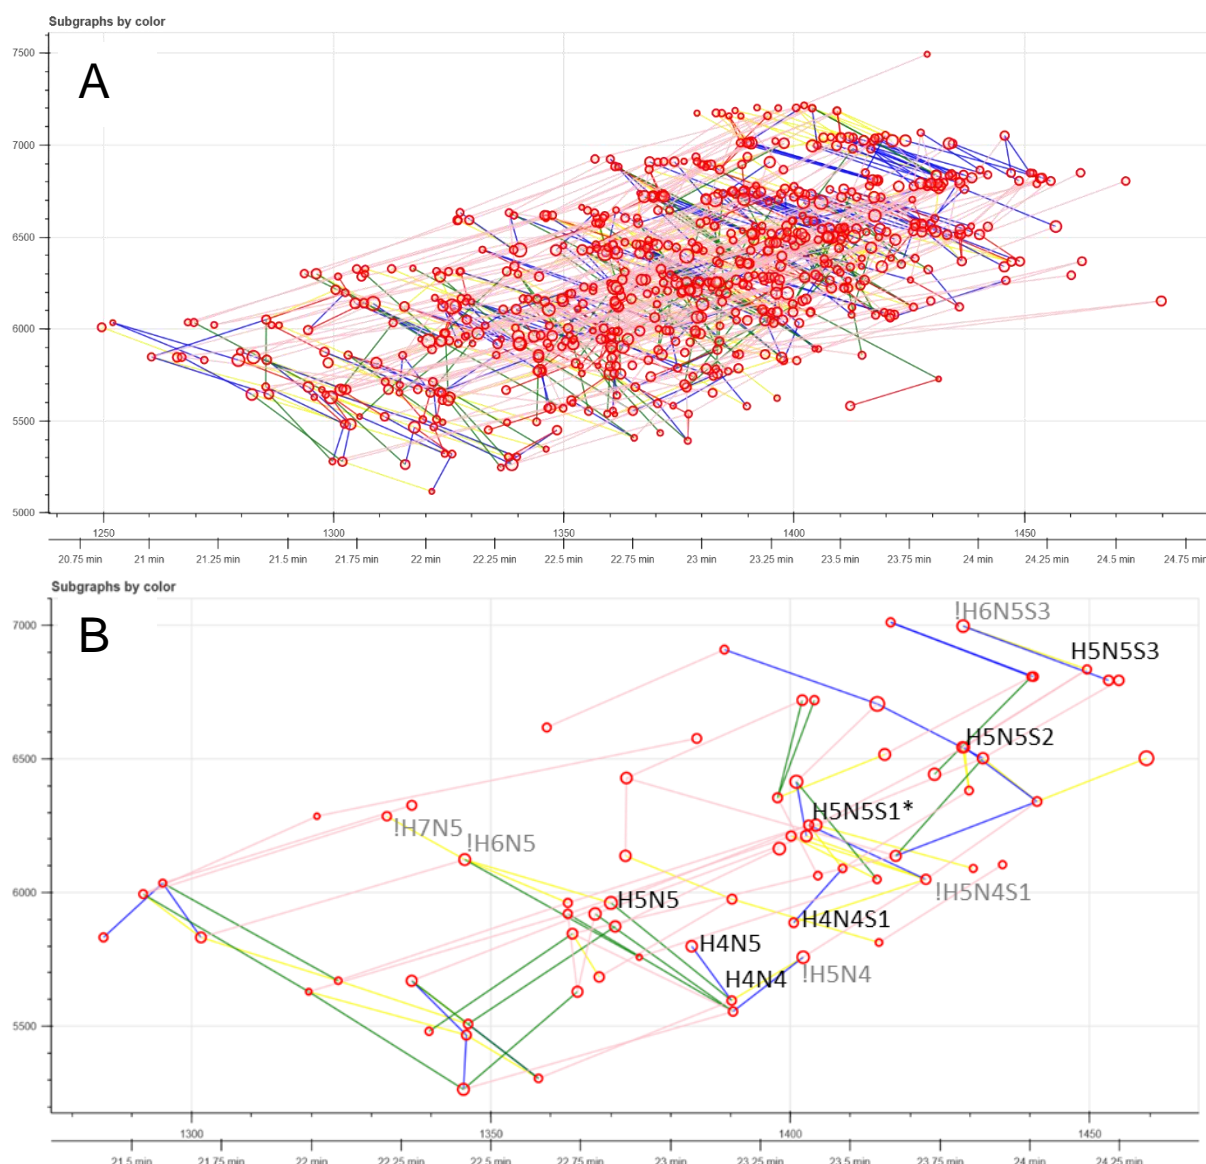 Subgraphs by color
A
7500
7000
6500
6000
5500
5000
1250 1300 1350 1400 1450
20.75 min 21 min 21.25 min 21.5 min 21.75 min 22 min 22.25 min 22.5 min 22.75 min 23 min 23.25 min 23.5 min 23.75 min 24 min 24.25 min 24.5 min 24.75 min
Subgraphs by color
B
!H6N5S3
7000
H5N5S3
H5N5S2
6500
H5N5S1*
!H7N5
!H6N5
6000
H5N5
!H5N4S1
H4N4S1
H4N5
H4N4
!H5N4
5500
1300 1350 1400 1450
21.5 min 21.75 min 22 min 22.25 min 22.5 min 22.75 min 23 min 23.25 min 23.5 min 23.75 min 24 min 24.25 min